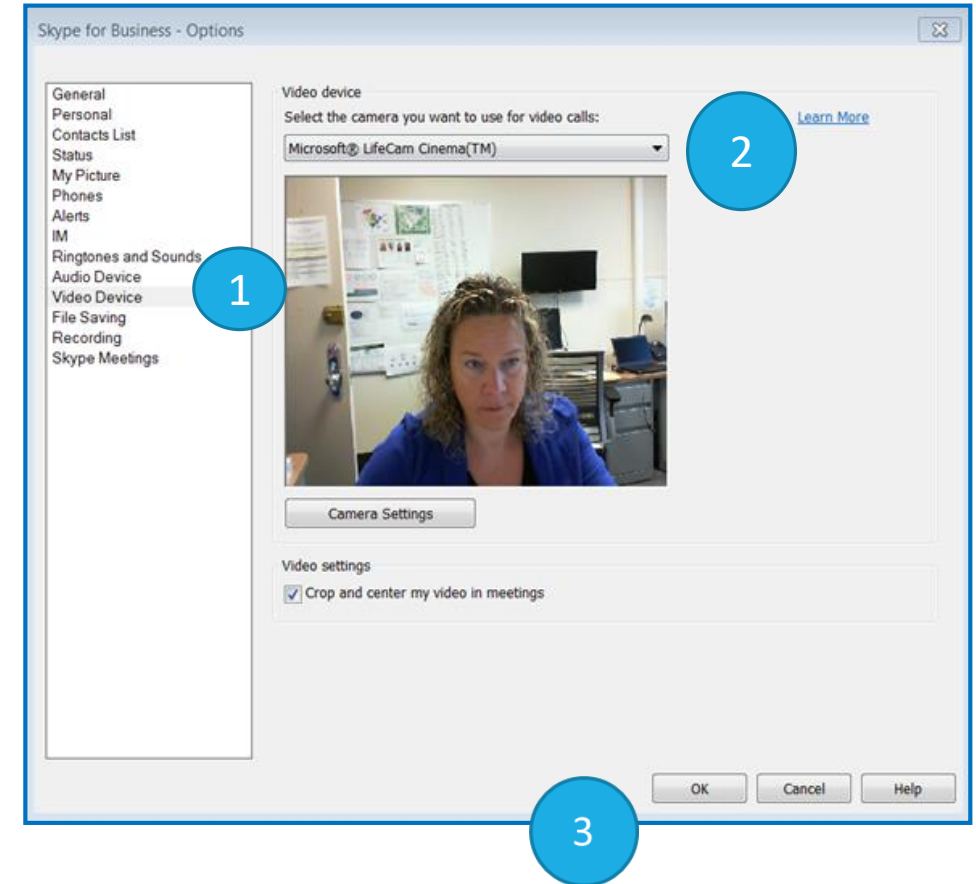 Skype for Business - Options
General
Personal
Contacts List
Status
My Picture
Phones
Alerts
IM
Ringtones and Sounds
Audio Device
Video Device
File Saving
Recording
Skype Meetings
1
Video device
Select the camera you want to use for video calls:
Learn More
Microsoft® LifeCam Cinema(TM)
2
Camera Settings
Video settings
Crop and center my video in meetings
OK
Cancel
Help
3